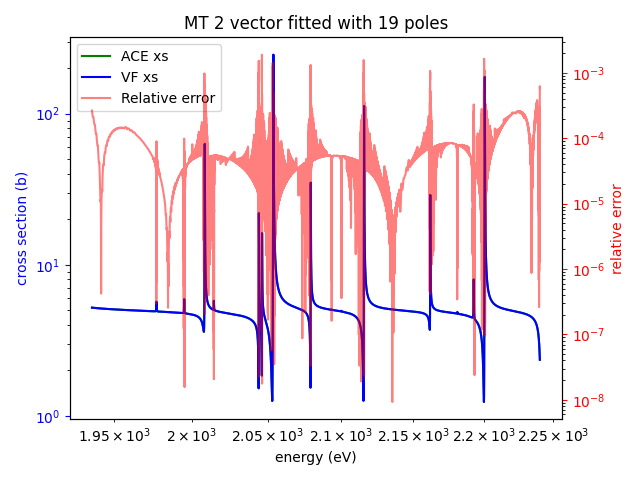 MT 2 vector fitted with 19 poles
ACE xs
VF xs
Relative error
10²
10¹
10⁰
cross section (b)
10⁻³
10⁻⁴
10⁻⁵
10⁻⁶
10⁻⁷
10⁻⁸
relative error
1.95 × 10³ 2 × 10³ 2.05 × 10³ 2.1 × 10³ 2.15 × 10³ 2.2 × 10³ 2.25 × 10³
energy (eV)